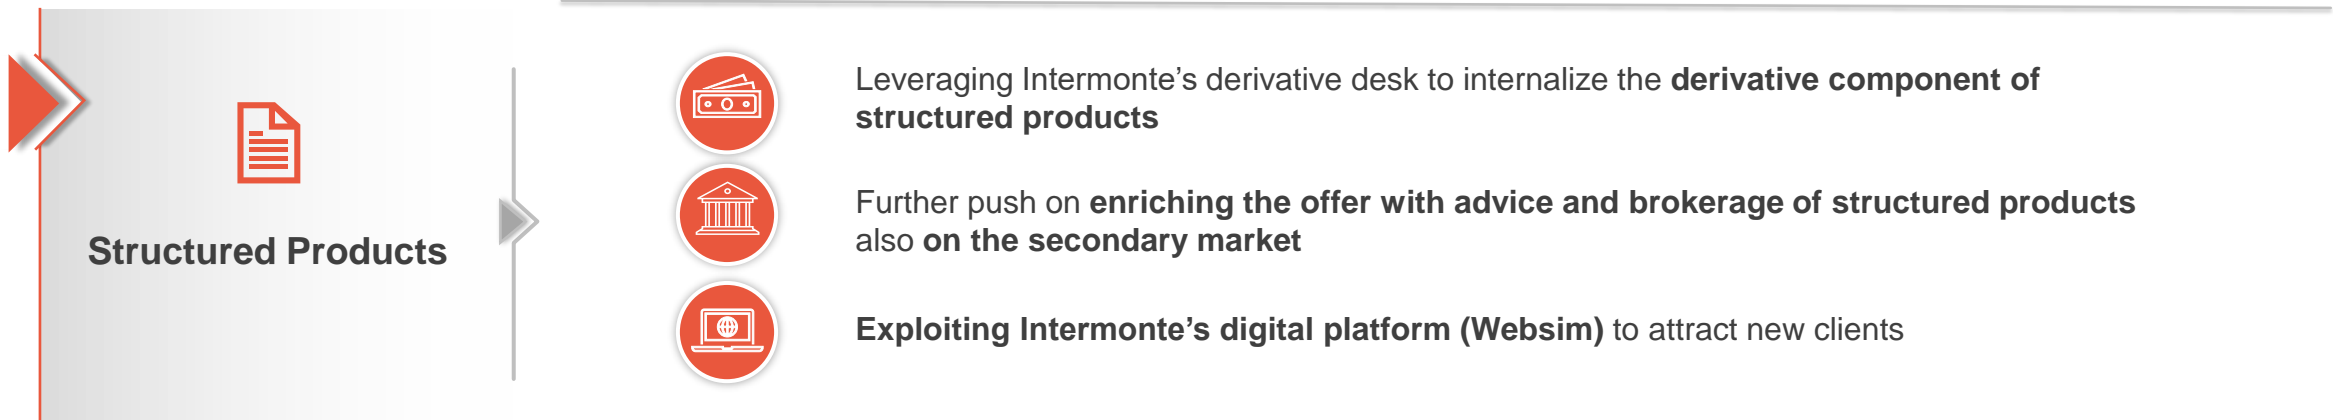 Structured Products
Leveraging Intermonte’s derivative desk to internalize the derivative component of
structured products
Further push on enriching the offer with advice and brokerage of structured products
also on the secondary market
Exploiting Intermonte’s digital platform (Websim) to attract new clients